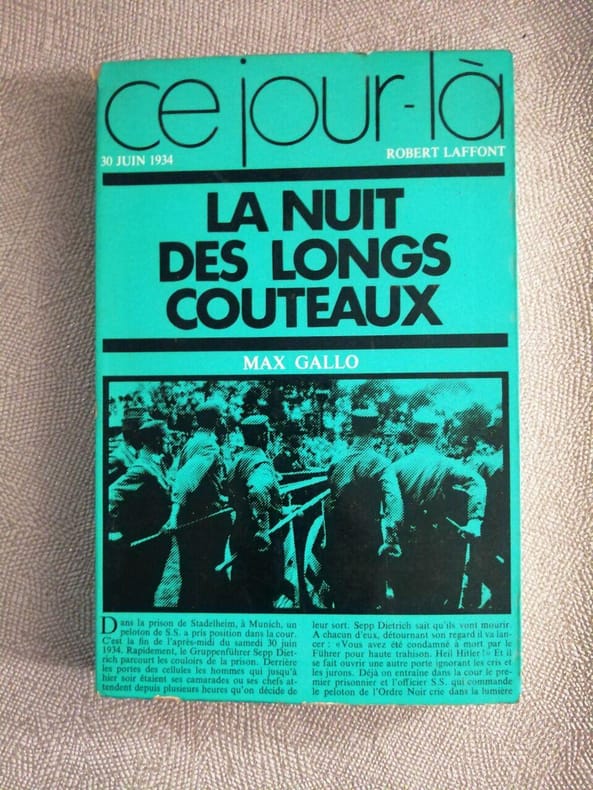 ce jour-là
30 JUIN 1934 ROBERT LAFFONT
LA NUIT
DES LONGS
COUTEAUX
MAX GALLO
Dans la prison de Stadelheim, à Munich, un
peloton de S.S. a pris position dans la cour.
C'est la fin de l'après-midi du samedi 30 juin
1934. Rapidement, le Gruppenführer Sepp Diet-
rich parcourt les couloirs de la prison. Derrière
les portes des cellules les hommes qui jusqu'à
hier soir étaient ses camarades ou ses chefs at-
tendent depuis plusieurs heures qu'on décide de
leur sort. Sepp Dietrich sait qu'ils vont mourir.
A chacun d'eux, détournant son regard il va lan-
cer : «Vous avez été condamné à mort par le
Führer pour haute trahison. Heil Hitler !» Et il
se fait ouvrir une autre porte ignorant les cris et
les jurons. Déjà on entraîne dans la cour le pre-
mier prisonnier et l'officier S.S. qui commande
le peloton de l'Ordre Noir crie dans la lumière